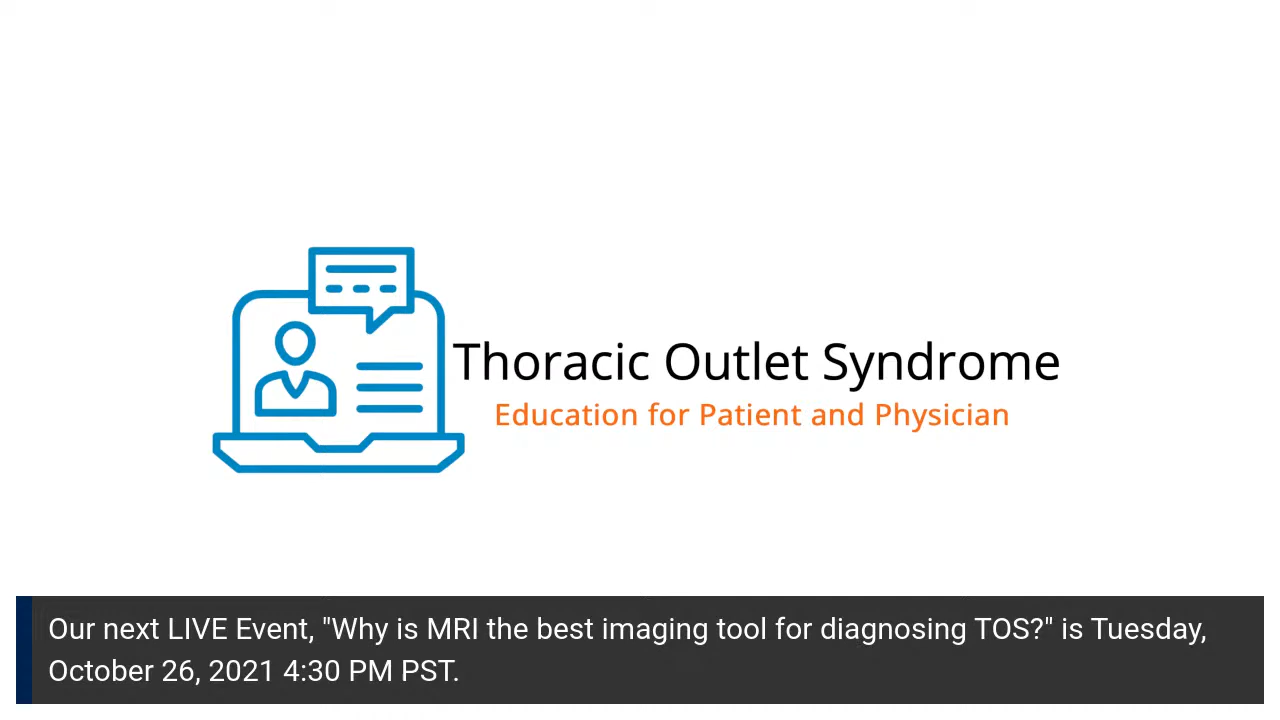 Thoracic Outlet Syndrome
Education for Patient and Physician
Our next LIVE Event, "Why is MRI the best imaging tool for diagnosing TOS?" is Tuesday,
October 26, 2021 4:30 PM PST.